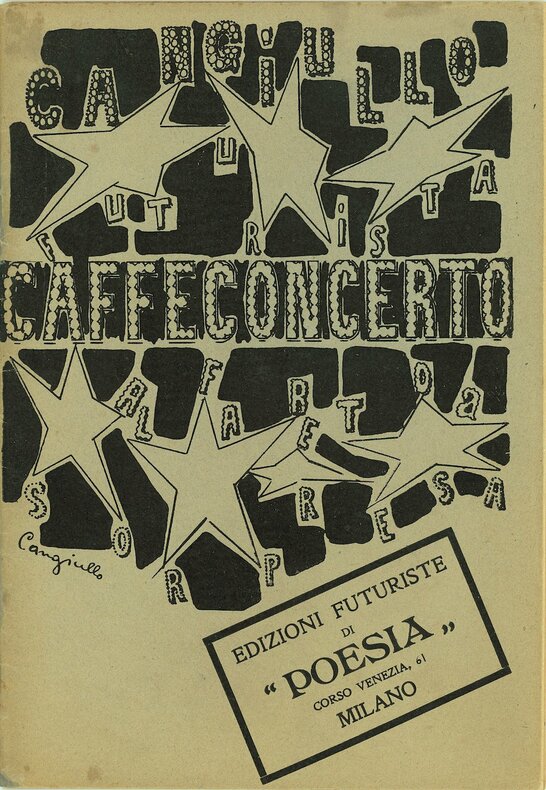 CANGiULLO
FUTURiSTA
CAFFECONCERTO
ALFABETO a
SORPRESA
Cangiullo
EDIZIONI FUTURISTE
DI
“POESIA„
CORSO VENEZIA, 61
MILANO